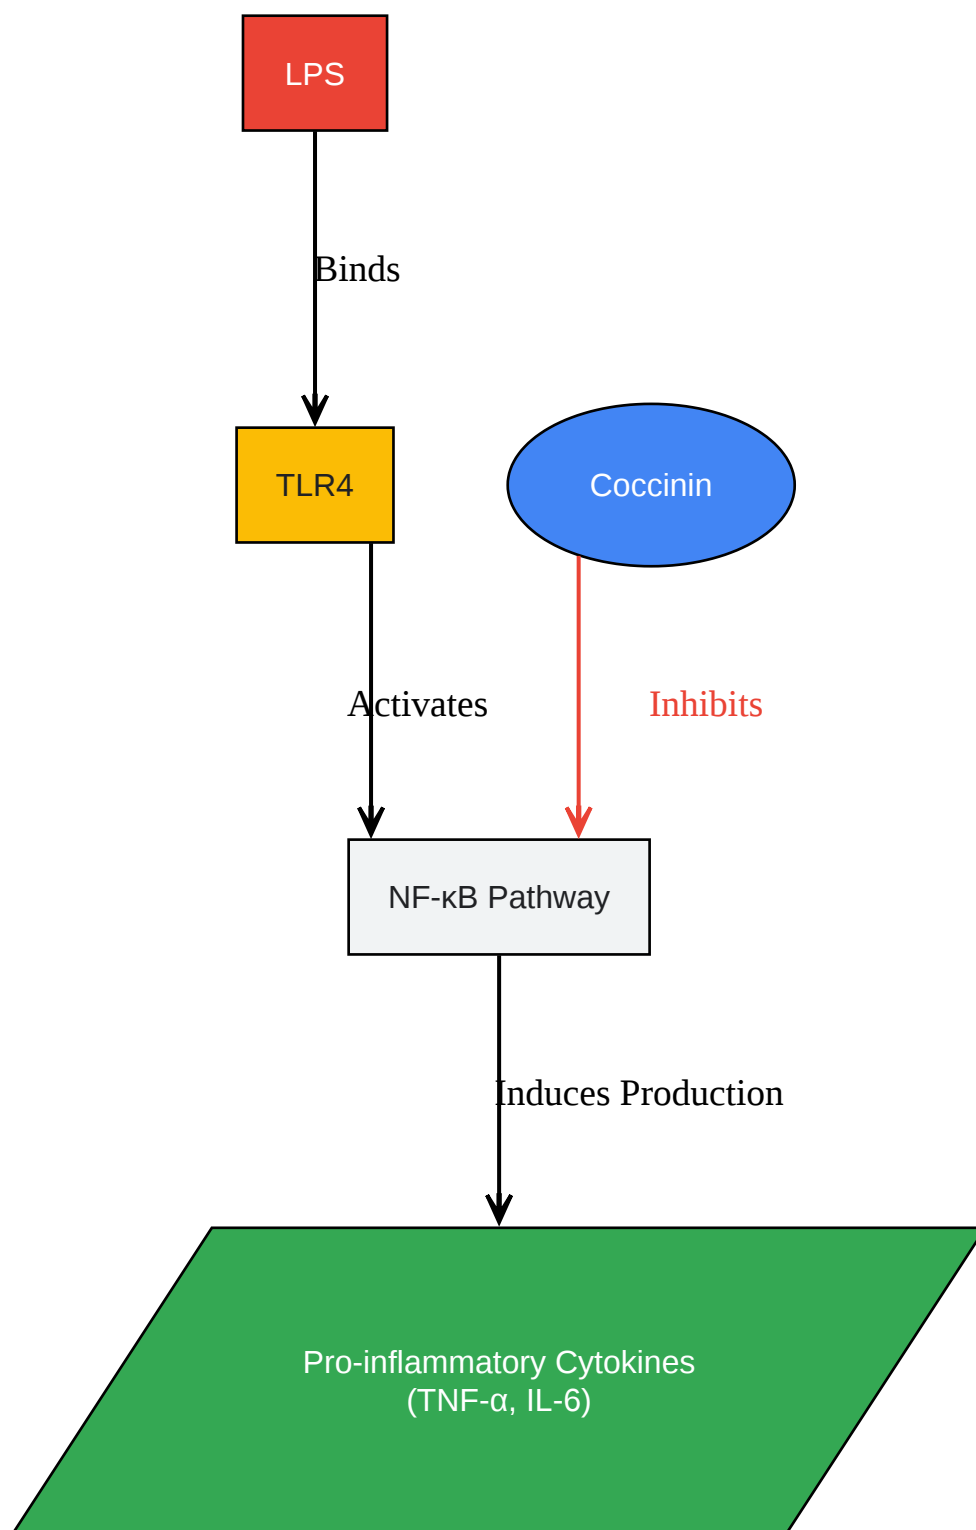 LPS
Binds
TLR4
Coccinin
Activates
Inhibits
NF-κB Pathway
Induces Production
Pro-inflammatory Cytokines
(TNF-α, IL-6)